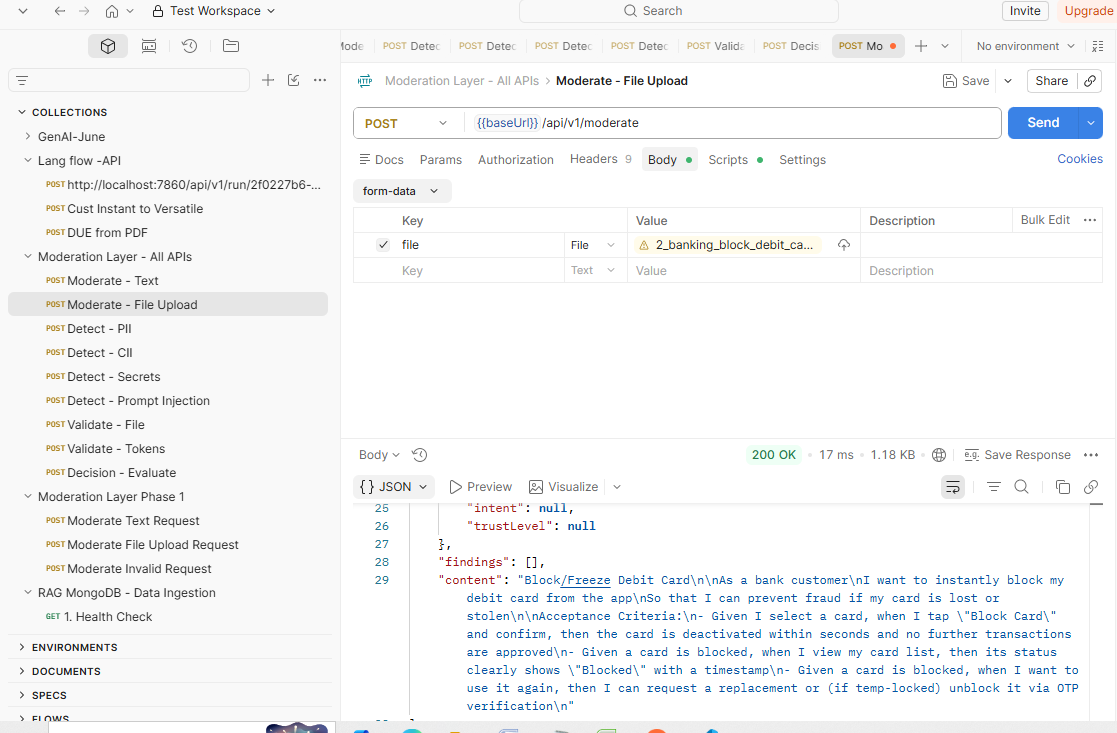 Test Workspace
Search
Invite
Upgrade
POST Detec
POST Detec
POST Detec
POST Detec
POST Valida
POST Decis
POST Mo
No environment
Moderation Layer - All APIs > Moderate - File Upload
Save
Share
COLLECTIONS
GenAI-June
Lang flow -API
POST http://localhost:7860/api/v1/run/2f0227b6-...
POST Cust Instant to Versatile
POST DUE from PDF
Moderation Layer - All APIs
POST Moderate - Text
POST Moderate - File Upload
POST Detect - PII
POST Detect - CII
POST Detect - Secrets
POST Detect - Prompt Injection
POST Validate - File
POST Validate - Tokens
POST Decision - Evaluate
Moderation Layer Phase 1
POST Moderate Text Request
POST Moderate File Upload Request
POST Moderate Invalid Request
RAG MongoDB - Data Ingestion
GET 1. Health Check
ENVIRONMENTS
DOCUMENTS
SPECS
FLOWS
HTTP
POST {{baseUrl}} /api/v1/moderate
Send
Docs Params Authorization Headers 9 Body Scripts Settings Cookies
form-data
Key Value Description Bulk Edit
file File 2_banking_block_debit_ca...
Key Text Value Description
Body 200 OK • 17 ms • 1.18 KB e.g. Save Response
{} JSON Preview Visualize
25 "intent": null,
26 "trustLevel": null
27 },
28 "findings": [],
29 "content": "Block/Freeze Debit Card\n\nAs a bank customer\nI want to instantly block my
debit card from the app\nSo that I can prevent fraud if my card is lost or
stolen\n\nAcceptance Criteria:\n- Given I select a card, when I tap \"Block Card\"
and confirm, then the card is deactivated within seconds and no further transactions
are approved\n- Given a card is blocked, when I view my card list, then its status
clearly shows \"Blocked\" with a timestamp\n- Given a card is blocked, when I want to
use it again, then I can request a replacement or (if temp-locked) unblock it via OTP
verification\n"